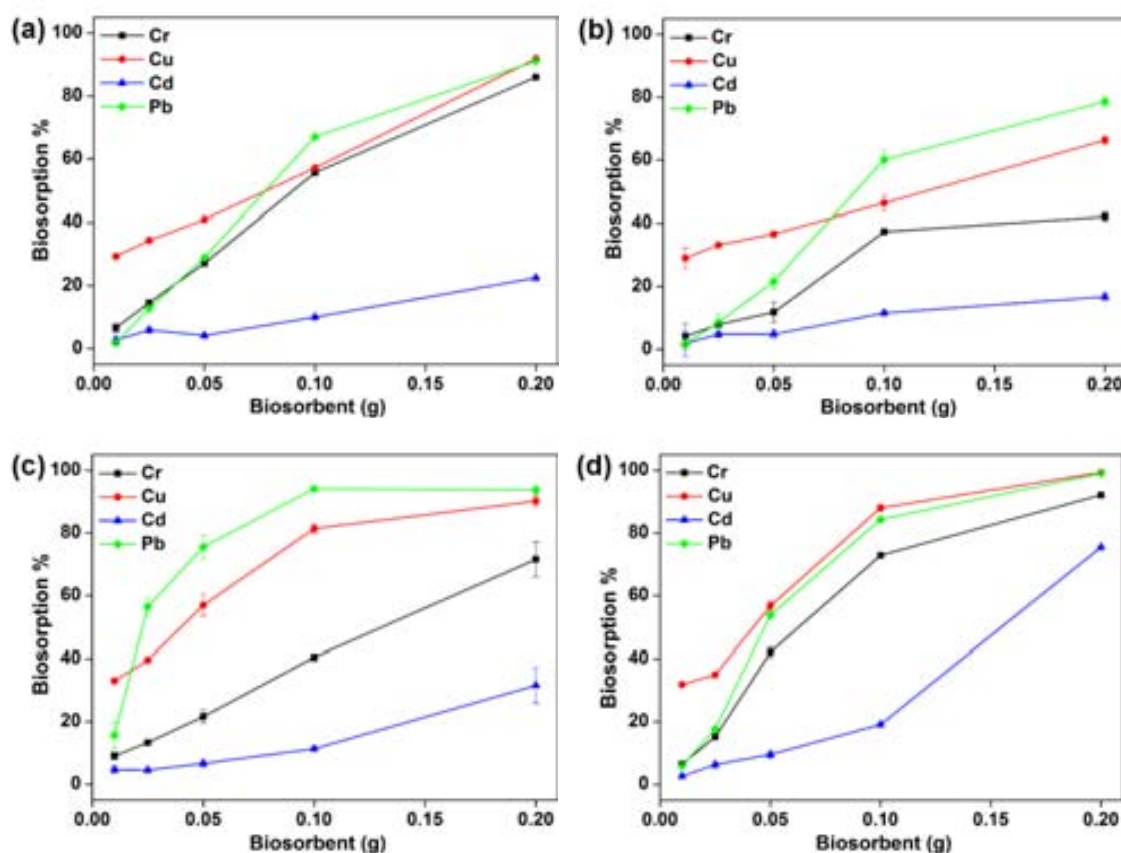 (a)
Cr
Cu
Cd
Pb
Biosorption %
100
80
60
40
20
0
0.00 0.05 0.10 0.15 0.20
Biosorbent (g)
(b)
Cr
Cu
Cd
Pb
Biosorption %
100
80
60
40
20
0
0.00 0.05 0.10 0.15 0.20
Biosorbent (g)
(c)
Cr
Cu
Cd
Pb
Biosorption %
100
80
60
40
20
0
0.00 0.05 0.10 0.15 0.20
Biosorbent (g)
(d)
Cr
Cu
Cd
Pb
Biosorption %
100
80
60
40
20
0
0.00 0.05 0.10 0.15 0.20
Biosorbent (g)